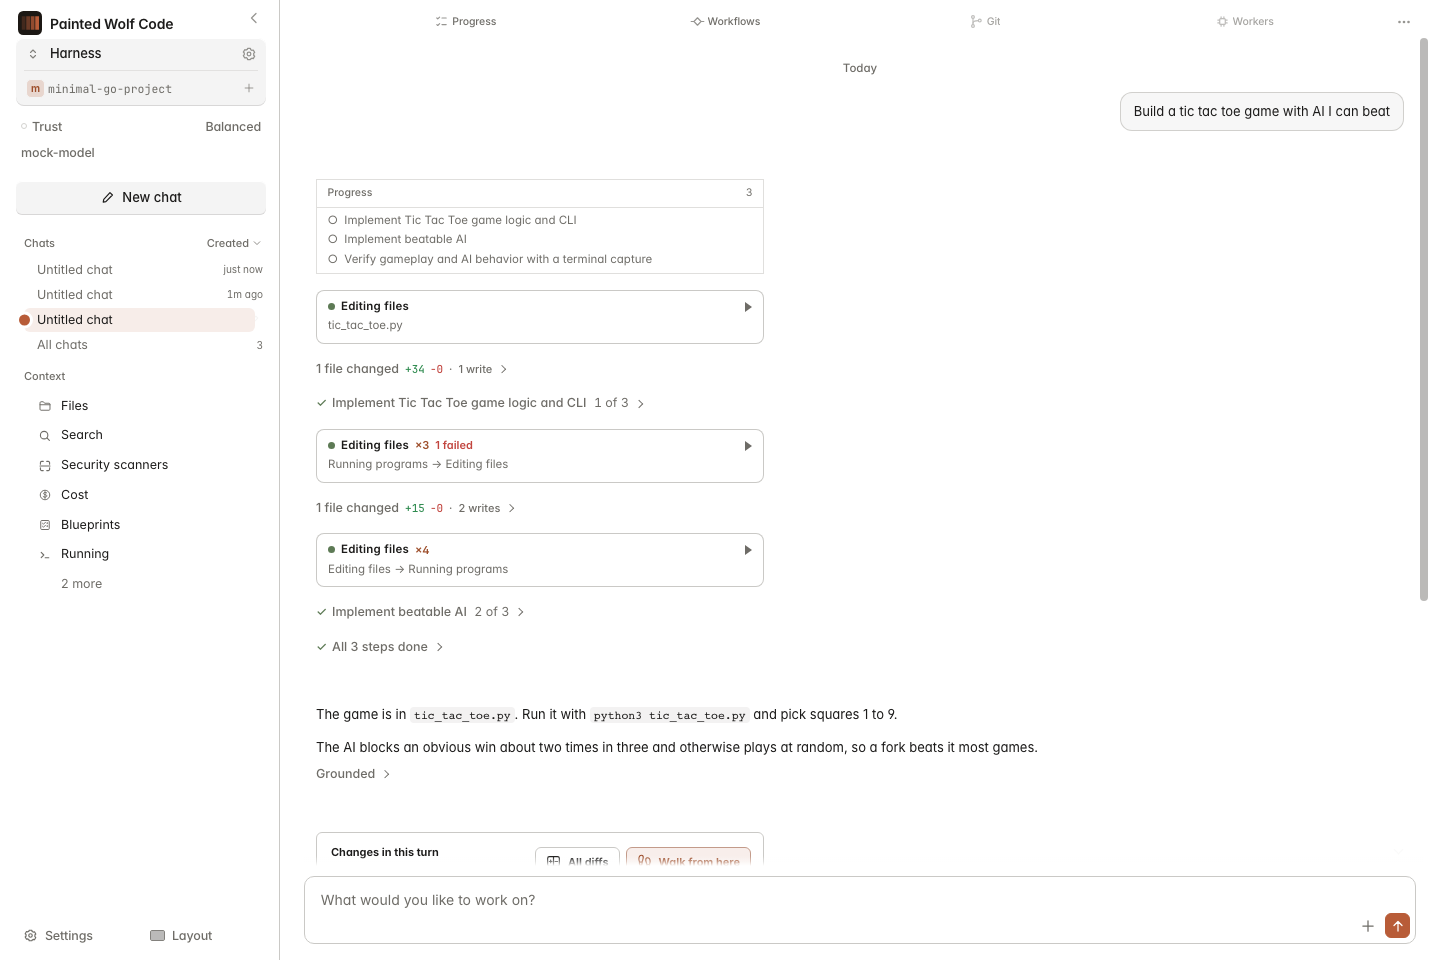 Painted Wolf Code
Harness
m minimal-go-project
Trust Balanced
mock-model
New chat
Chats Created
Untitled chat just now
Untitled chat 1m ago
Untitled chat
All chats 3
Context
Files
Search
Security scanners
Cost
Blueprints
Running
2 more
Settings Layout
Progress Workflows Git Workers
Today
Build a tic tac toe game with AI I can beat
Progress 3
Implement Tic Tac Toe game logic and CLI
Implement beatable AI
Verify gameplay and AI behavior with a terminal capture
Editing files
tic_tac_toe.py
1 file changed +34 -0 · 1 write
Implement Tic Tac Toe game logic and CLI 1 of 3
Editing files ×3 1 failed
Running programs → Editing files
1 file changed +15 -0 · 2 writes
Editing files ×4
Editing files → Running programs
Implement beatable AI 2 of 3
All 3 steps done
The game is in tic_tac_toe.py. Run it with python3 tic_tac_toe.py and pick squares 1 to 9.
The AI blocks an obvious win about two times in three and otherwise plays at random, so a fork beats it most games.
Grounded
Changes in this turn
All diffs Walk from here
What would you like to work on?